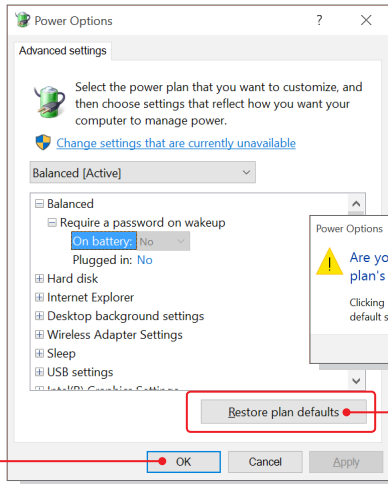 Power Options
Advanced settings
Select the power plan that you want to customize, and
then choose settings that reflect how you want your
computer to manage power.
Change settings that are currently unavailable
Balanced [Active]
Balanced
Require a password on wakeup
On battery: No
Plugged in: No
Hard disk
Internet Explorer
Desktop background settings
Wireless Adapter Settings
Sleep
USB settings
Intel(R) Graphics Settings
Power Options
Are yo
plan's
Clicking
default s
Restore plan defaults
OK
Cancel
Apply